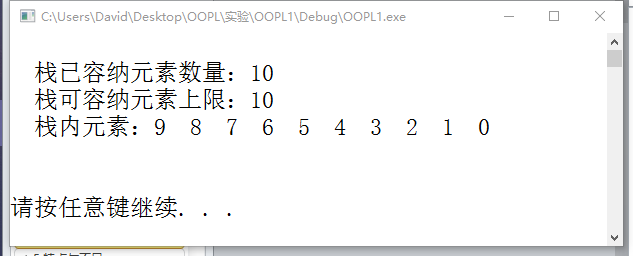 C:\Users\David\Desktop\OOPL\实验\OOPL1\Debug\OOPL1.exe
栈已容纳元素数量：10
栈可容纳元素上限：10
栈内元素：9 8 7 6 5 4 3 2 1 0
请按任意键继续. . .